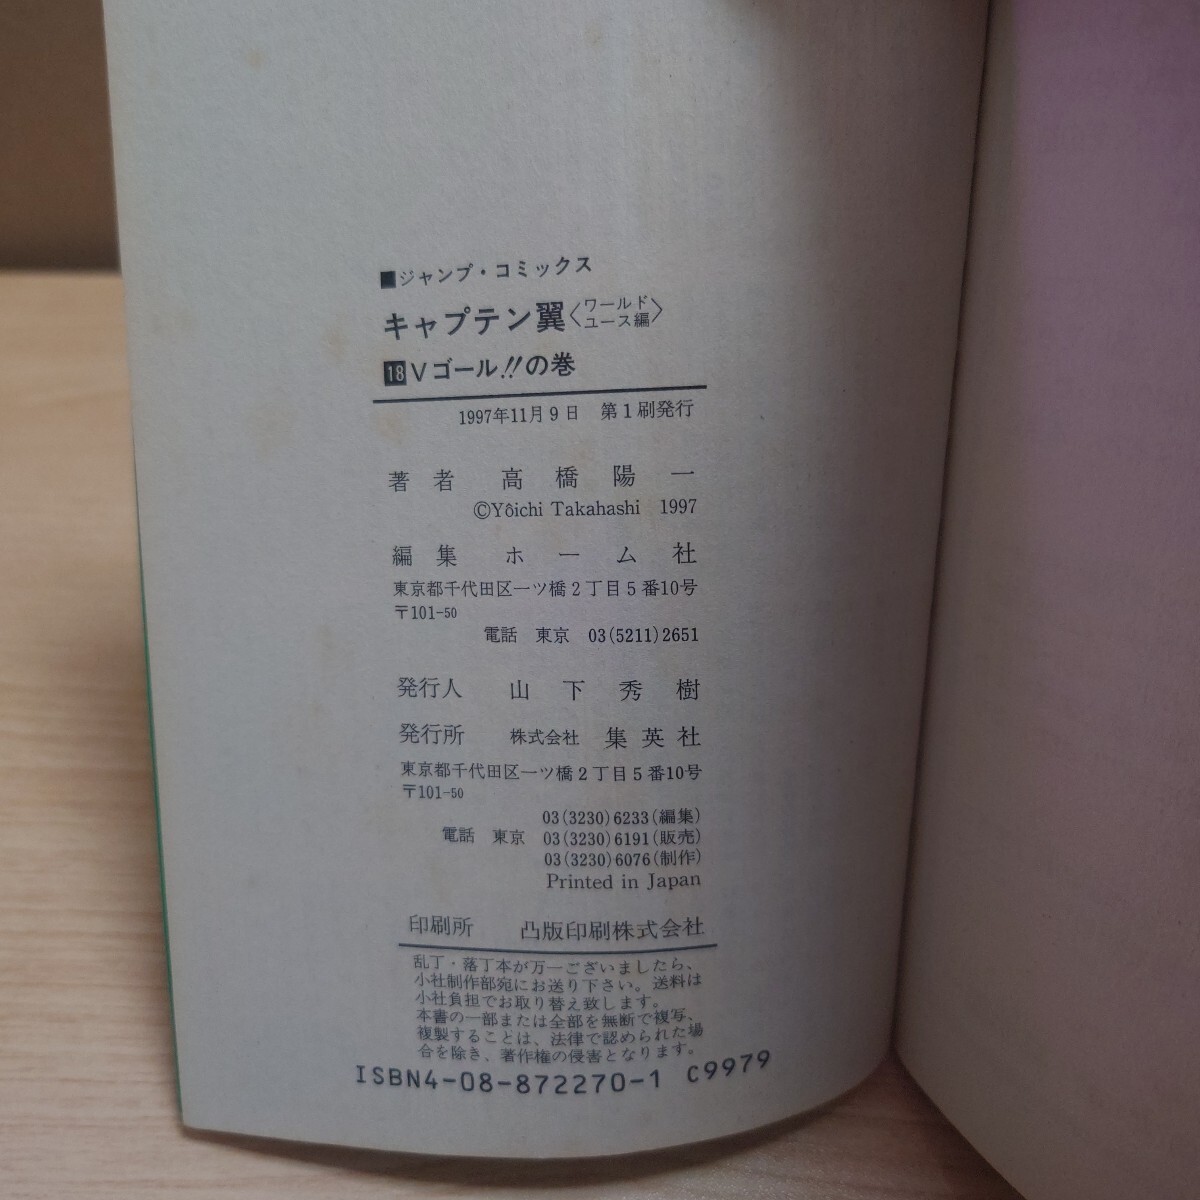 ■ジャンプ・コミックス
キャプテン翼〈ワールドユース編〉
18 Vゴール!!の巻
1997年11月9日 第1刷発行
著者 高橋陽一
©Yôichi Takahashi 1997
編集 ホーム社
東京都千代田区一ツ橋2丁目5番10号
〒101-50
電話 東京 03(5211)2651
発行人 山下秀樹
発行所 株式会社 集英社
東京都千代田区一ツ橋2丁目5番10号
〒101-50
03(3230)6233(編集)
電話 東京 03(3230)6191(販売)
03(3230)6076(制作)
Printed in Japan
印刷所 凸版印刷株式会社
乱丁・落丁本が万一ございましたら、
小社制作部宛にお送り下さい。送料は
小社負担でお取り替え致します。
本書の一部または全部を無断で複写、
複製することは、法律で認められた場
合を除き、著作権の侵害となります。
ISBN4-08-872270-1 C9979